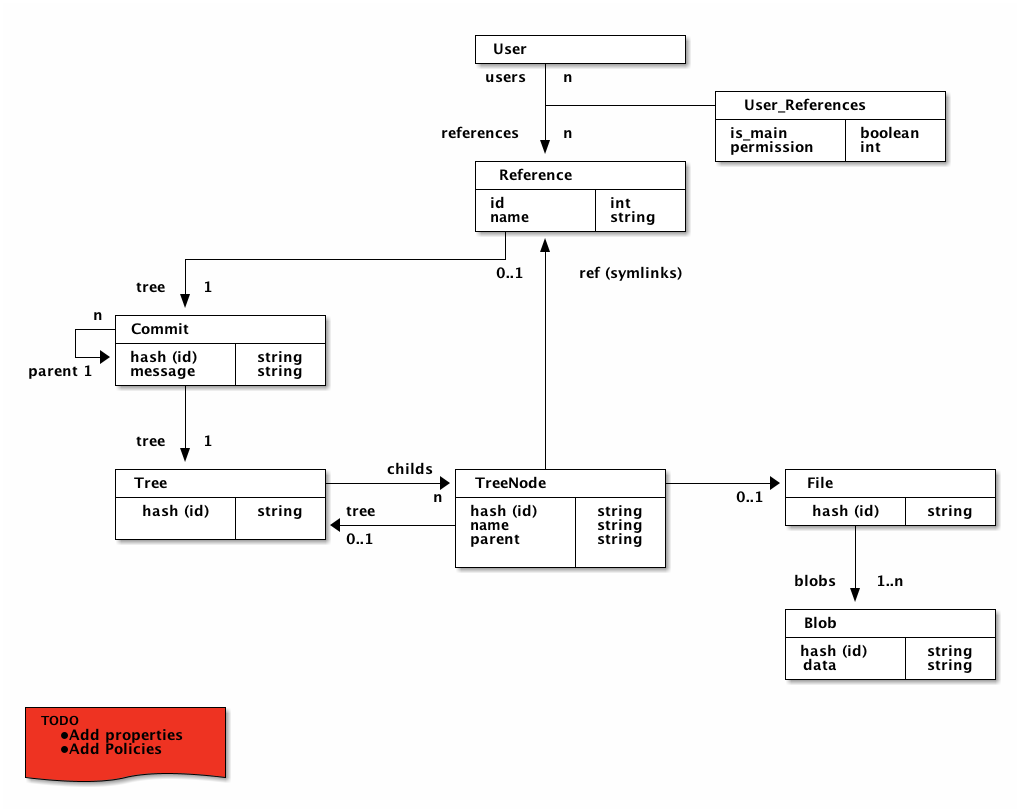 User
users n
User_References
is_main boolean
permission int
references n
Reference
id int
name string
0..1 ref (symlinks)
tree 1
n
Commit
hash (id) string
message string
parent 1
tree 1
childs
n
Tree
hash (id) string
tree
0..1
TreeNode
hash (id) string
name string
parent string
0..1
File
hash (id) string
blobs 1..n
Blob
hash (id) string
data string
TODO
•Add properties
•Add Policies